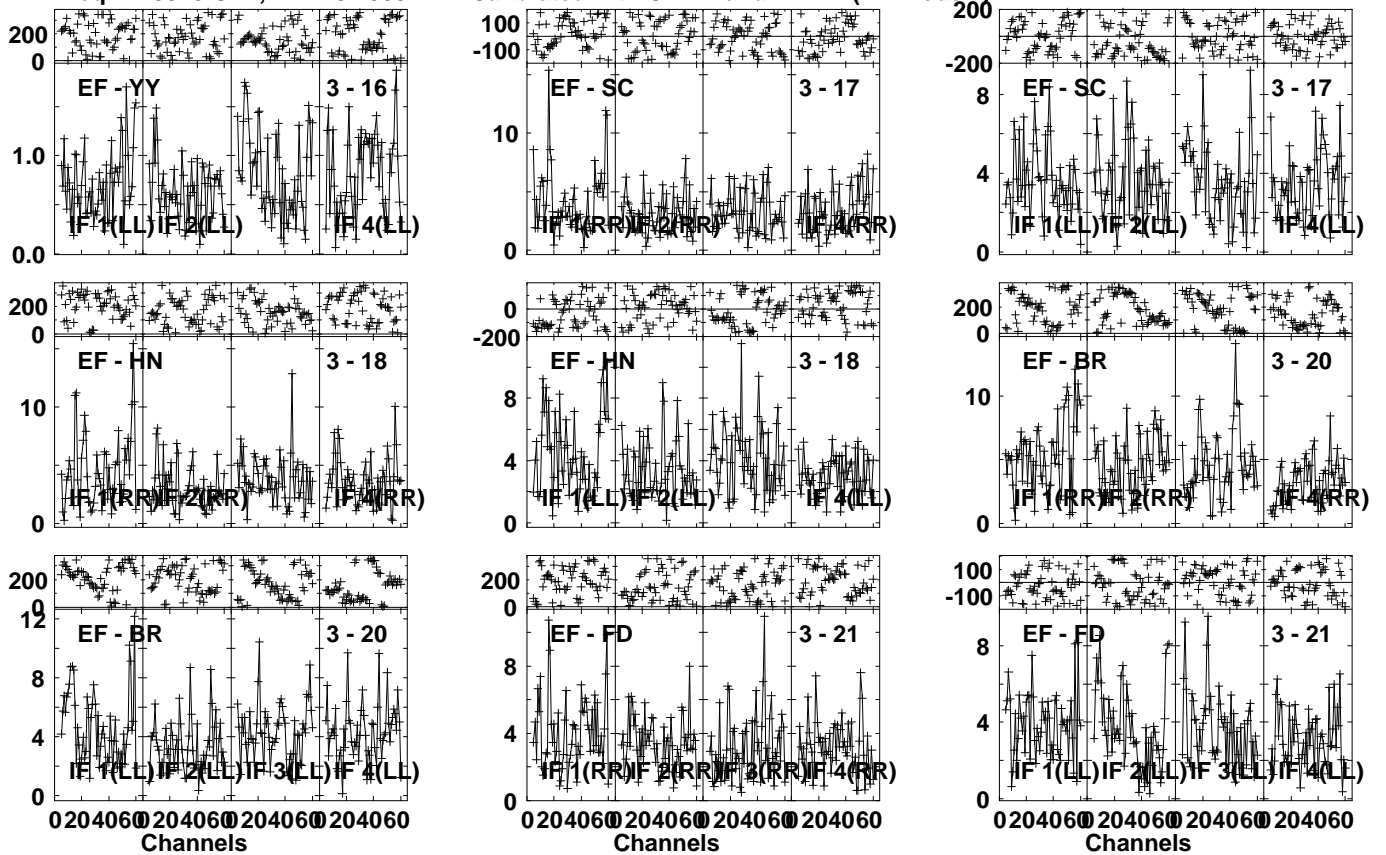 200
0
100
-100
200
-200
EF - YY 3 - 16
EF - SC 3 - 17
EF - SC 3 - 17
1.0
0.0
10
0
8
4
0
IF 1(LL) IF 2(LL) IF 4(LL)
IF 1(RR) IF 2(RR) IF 4(RR)
IF 1(LL) IF 2(LL) IF 4(LL)
200
0
0
-200
200
0
EF - HN 3 - 18
EF - HN 3 - 18
EF - BR 3 - 20
10
0
8
4
0
10
0
IF 1(RR) IF 2(RR) IF 4(RR)
IF 1(LL) IF 2(LL) IF 4(LL)
IF 1(RR) IF 2(RR) IF 4(RR)
200
0
200
0
100
-100
EF - BR 3 - 20
EF - FD 3 - 21
EF - FD 3 - 21
12
8
4
0
8
4
0
8
4
0
IF 1(LL) IF 2(LL) IF 3(LL) IF 4(LL)
IF 1(RR) IF 2(RR) IF 3(RR) IF 4(RR)
IF 1(LL) IF 2(LL) IF 3(LL) IF 4(LL)
0 20 40 60 0 20 40 60 0 20 40 60 0 20 40 60
0 20 40 60 0 20 40 60 0 20 40 60 0 20 40 60
0 20 40 60 0 20 40 60 0 20 40 60 0 20 40 60
Channels
Channels
Channels